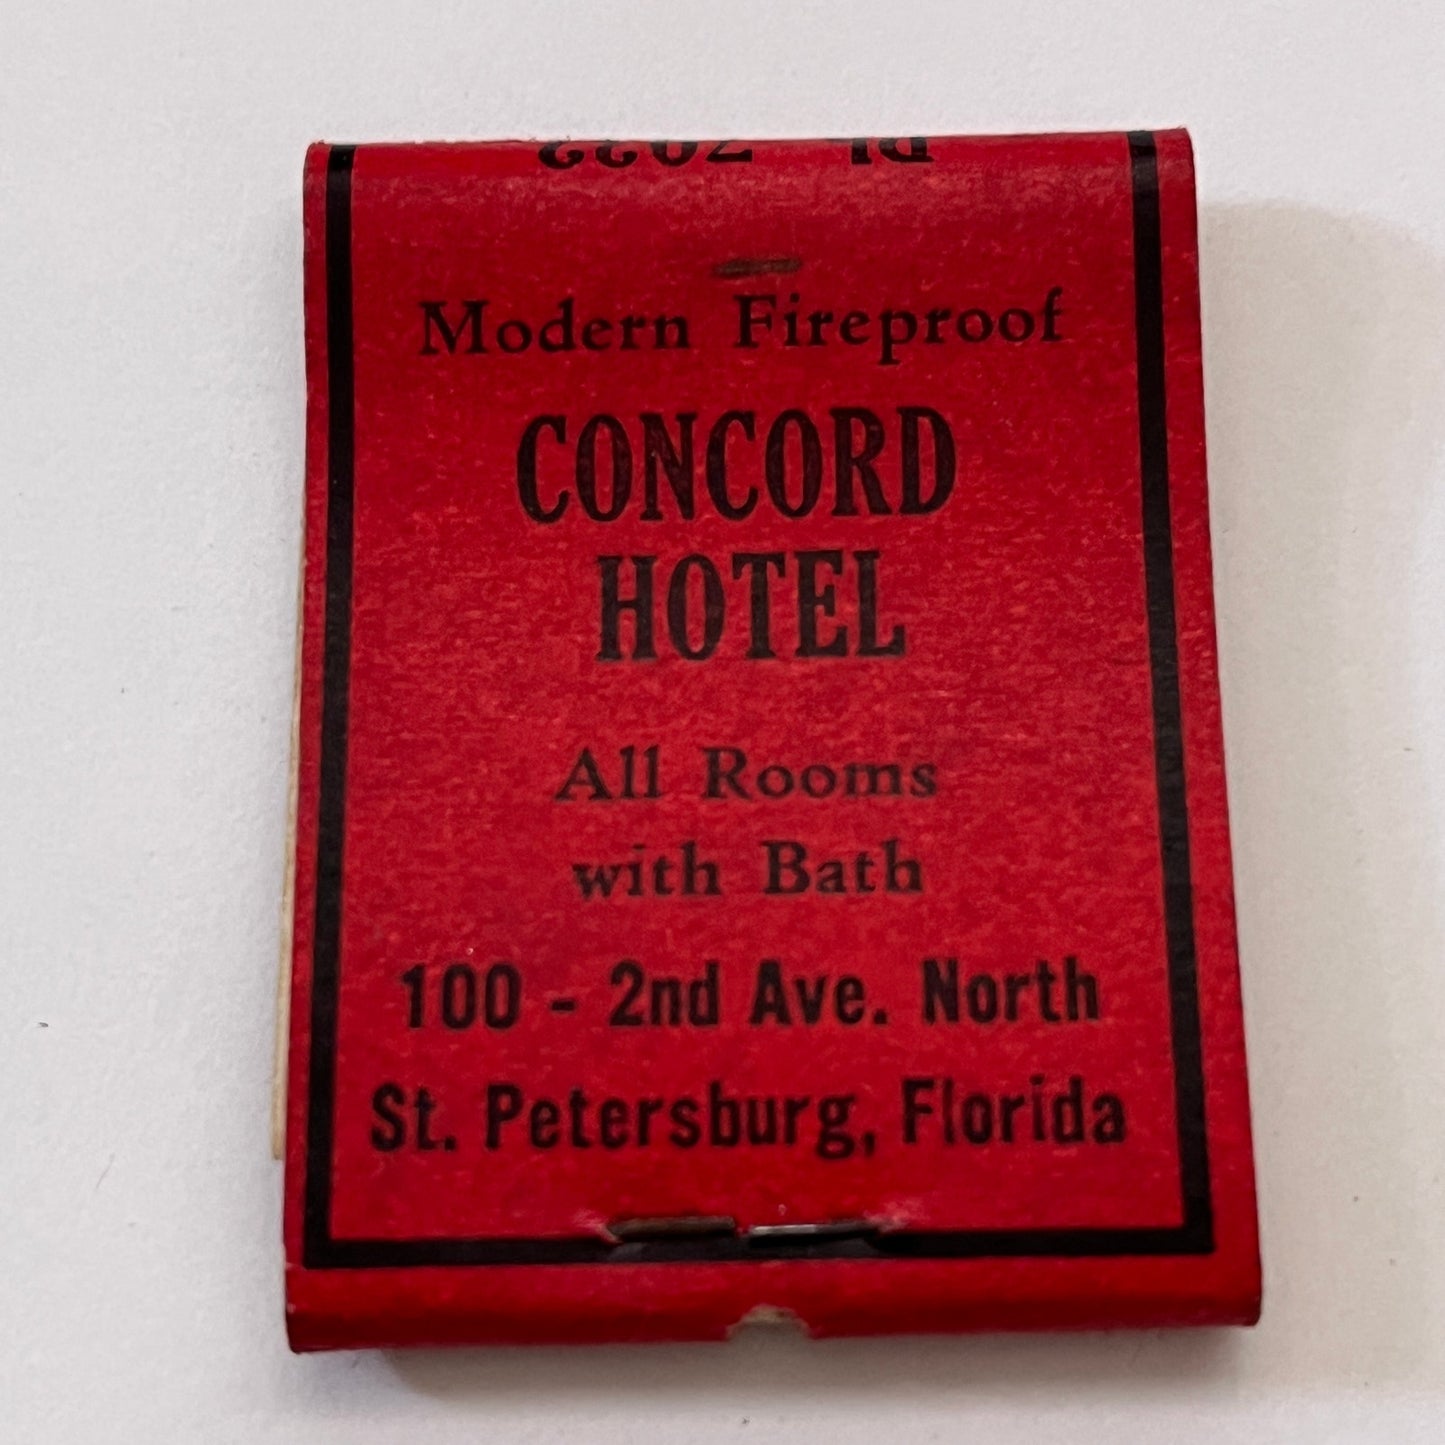 Modern Fireproof
CONCORD
HOTEL
All Rooms
with Bath
100 - 2nd Ave. North
St. Petersburg, Florida